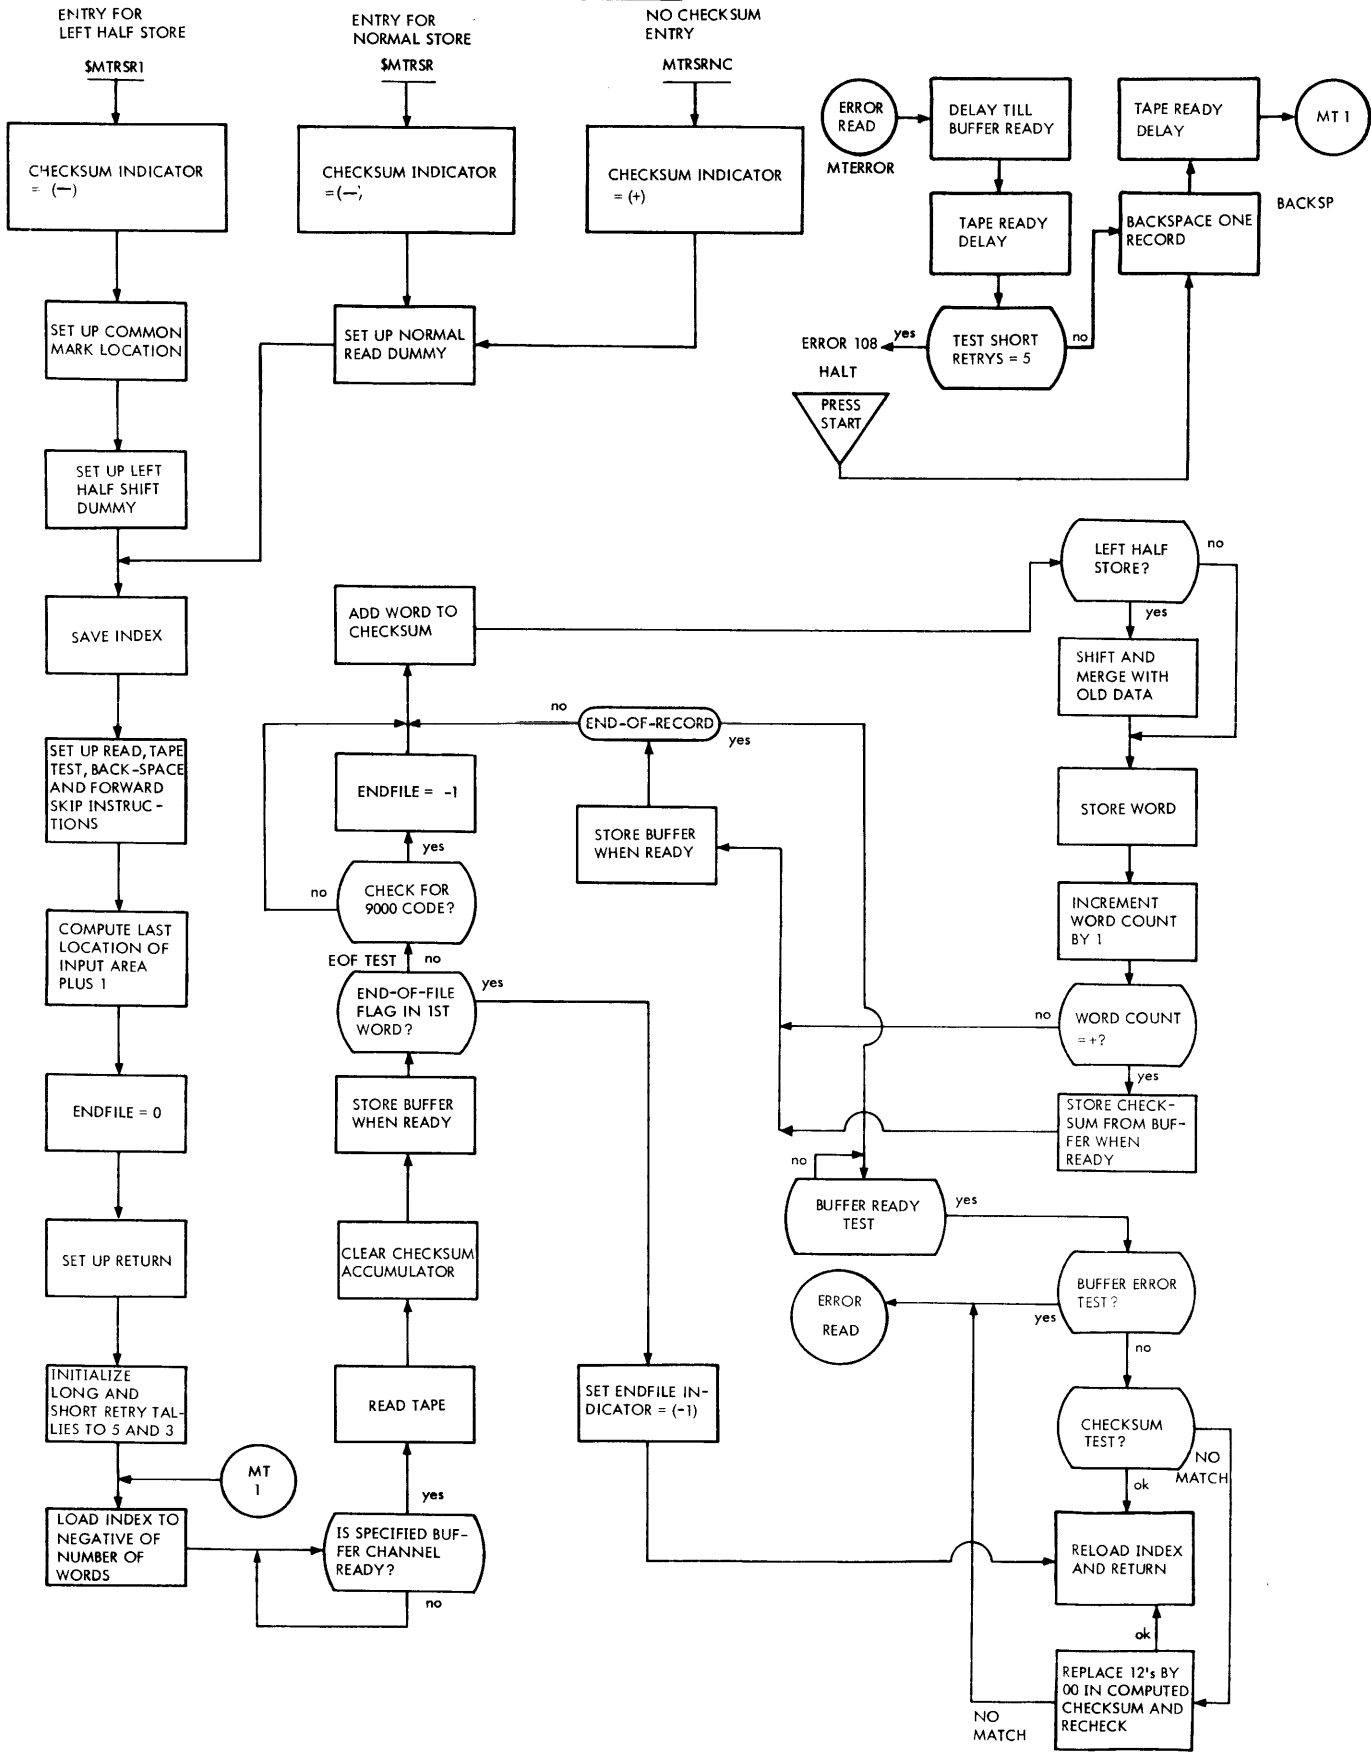 ENTRY FOR
LEFT HALF STORE
$MTRSR1
ENTRY FOR
NORMAL STORE
$MTRSR
NO CHECKSUM
ENTRY
MTRSRNC
CHECKSUM INDICATOR
= (—)
CHECKSUM INDICATOR
=(—)
CHECKSUM INDICATOR
= (+)
ERROR
READ
MTERROR
DELAY TILL
BUFFER READY
TAPE READY
DELAY
MT 1
TAPE READY
DELAY
BACKSPACE ONE
RECORD
BACKSP
TEST SHORT
RETRYS = 5
yes
no
ERROR 108
HALT
PRESS
START
SET UP COMMON
MARK LOCATION
SET UP NORMAL
READ DUMMY
SET UP LEFT
HALF SHIFT
DUMMY
SAVE INDEX
SET UP READ, TAPE
TEST, BACK-SPACE
AND FORWARD
SKIP INSTRUC-
TIONS
COMPUTE LAST
LOCATION OF
INPUT AREA
PLUS 1
ENDFILE = 0
SET UP RETURN
INITIALIZE
LONG AND
SHORT RETRY TAL-
LIES TO 5 AND 3
MT
1
LOAD INDEX TO
NEGATIVE OF
NUMBER OF
WORDS
IS SPECIFIED BUF-
FER CHANNEL
READY?
no
yes
READ TAPE
CLEAR CHECKSUM
ACCUMULATOR
STORE BUFFER
WHEN READY
END-OF-FILE
FLAG IN 1ST
WORD?
yes
EOF TEST
no
CHECK FOR
9000 CODE?
no
yes
ENDFILE = -1
ADD WORD TO
CHECKSUM
no
END-OF-RECORD
yes
STORE BUFFER
WHEN READY
SET ENDFILE IN-
DICATOR = (-1)
LEFT HALF
STORE?
no
yes
SHIFT AND
MERGE WITH
OLD DATA
STORE WORD
INCREMENT
WORD COUNT
BY 1
WORD COUNT
= +?
no
yes
STORE CHECK-
SUM FROM BUF-
FER WHEN
READY
no
BUFFER READY
TEST
yes
BUFFER ERROR
TEST?
yes
no
ERROR
READ
CHECKSUM
TEST?
NO
MATCH
ok
RELOAD INDEX
AND RETURN
ok
REPLACE 12's BY
00 IN COMPUTED
CHECKSUM AND
RECHECK
NO
MATCH